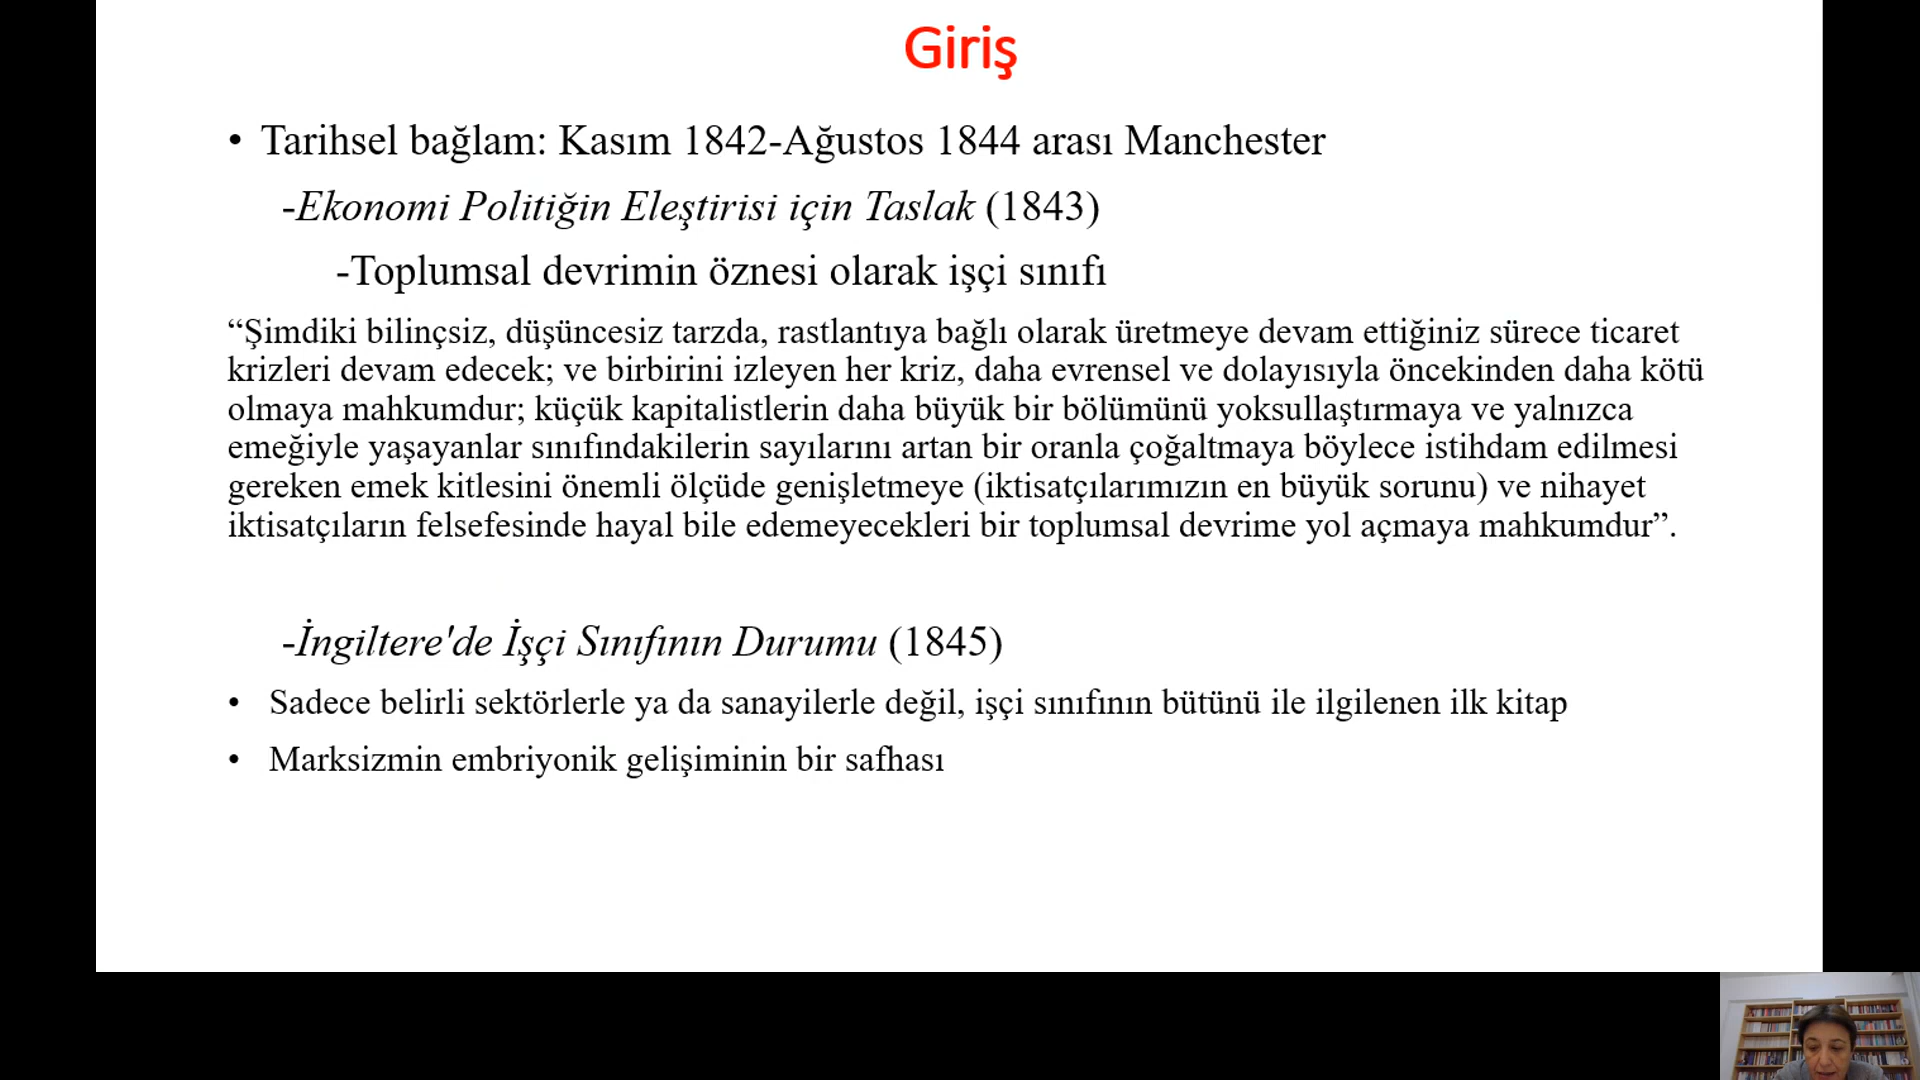 Giriş
• Tarihsel bağlam: Kasım 1842-Ağustos 1844 arası Manchester
-Ekonomi Politiğin Eleştirisi için Taslak (1843)
-Toplumsal devrimin öznesi olarak işçi sınıfı
“Şimdiki bilinçsiz, düşüncesiz tarzda, rastlantıya bağlı olarak üretmeye devam ettiğiniz sürece ticaret
krizleri devam edecek; ve birbirini izleyen her kriz, daha evrensel ve dolayısıyla öncekinden daha kötü
olmaya mahkumdur; küçük kapitalistlerin daha büyük bir bölümünü yoksullaştırmaya ve yalnızca
emeğiyle yaşayanlar sınıfındakilerin sayılarını artan bir oranla çoğaltmaya böylece istihdam edilmesi
gereken emek kitlesini önemli ölçüde genişletmeye (iktisatçılarımızın en büyük sorunu) ve nihayet
iktisatçıların felsefesinde hayal bile edemeyecekleri bir toplumsal devrime yol açmaya mahkumdur”.
-İngiltere'de İşçi Sınıfının Durumu (1845)
• Sadece belirli sektörlerle ya da sanayilerle değil, işçi sınıfının bütünü ile ilgilenen ilk kitap
• Marksizmin embriyonik gelişiminin bir safhası